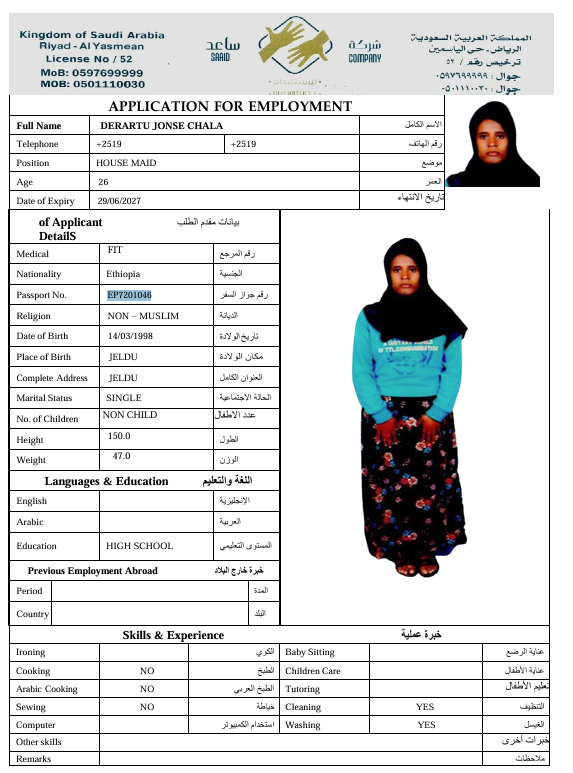 Kingdom of Saudi Arabia
Riyad - Al Yasmean
License No / 52
MoB: 0597699999
MOB: 0501110030
ساعد
SAAID
شركة
COMPANY
المملكة العربية السعودية
الرياض - حي الياسمين
ترخيص رقم / ٥٢
جوال : ٠٥٩٧٦٩٩٩٩٩
جوال : ٠٥٠١١١٠٠٣٠
APPLICATION FOR EMPLOYMENT
Full Name DERARTU JONSE CHALA الاسم الكامل
Telephone +2519 +2519 رقم الهاتف
Position HOUSE MAID موضع
Age 26 العمر
Date of Expiry 29/06/2027 تاريخ الانتهاء
of Applicant بيانات مقدم الطلب
DetailS
Medical FIT رقم المرجع
Nationality Ethiopia الجنسية
Passport No. EP7201046 رقم جواز السفر
Religion NON – MUSLIM الديانة
Date of Birth 14/03/1998 تاريخ الولادة
Place of Birth JELDU مكان الولادة
Complete Address JELDU العنوان الكامل
Marital Status SINGLE الحالة الاجتماعية
No. of Children NON CHILD عدد الاطفال
Height 150.0 الطول
Weight 47.0 الوزن
Languages & Education اللغة والتعليم
English الإنجليزية
Arabic العربية
Education HIGH SCHOOL المستوى التعليمي
Previous Employment Abroad خبرة خارج البلاد
Period المدة
Country البلد
Skills & Experience خبرة عملية
Ironing الكوي Baby Sitting عناية الرضع
Cooking NO الطبخ Children Care عناية الأطفال
Arabic Cooking NO الطبخ العربي Tutoring تعليم الأطفال
Sewing NO خياطة Cleaning YES التنظيف
Computer استخدام الكمبيوتر Washing YES الغسيل
Other skills خبرات أخرى
Remarks ملاحظات